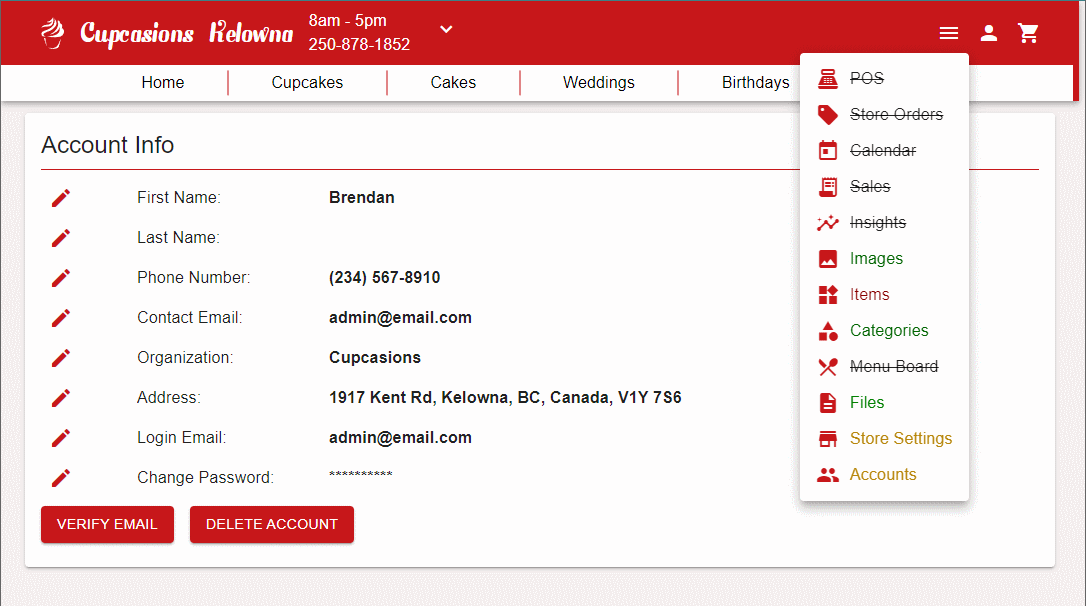 Cupcasions Kelowna
8am - 5pm
250-878-1852
Home
Cupcakes
Cakes
Weddings
Birthdays
POS
Store Orders
Calendar
Sales
Insights
Images
Items
Categories
Menu Board
Files
Store Settings
Accounts
Account Info
First Name: Brendan
Last Name:
Phone Number: (234) 567-8910
Contact Email: admin@email.com
Organization: Cupcasions
Address: 1917 Kent Rd, Kelowna, BC, Canada, V1Y 7S6
Login Email: admin@email.com
Change Password: **********
VERIFY EMAIL
DELETE ACCOUNT